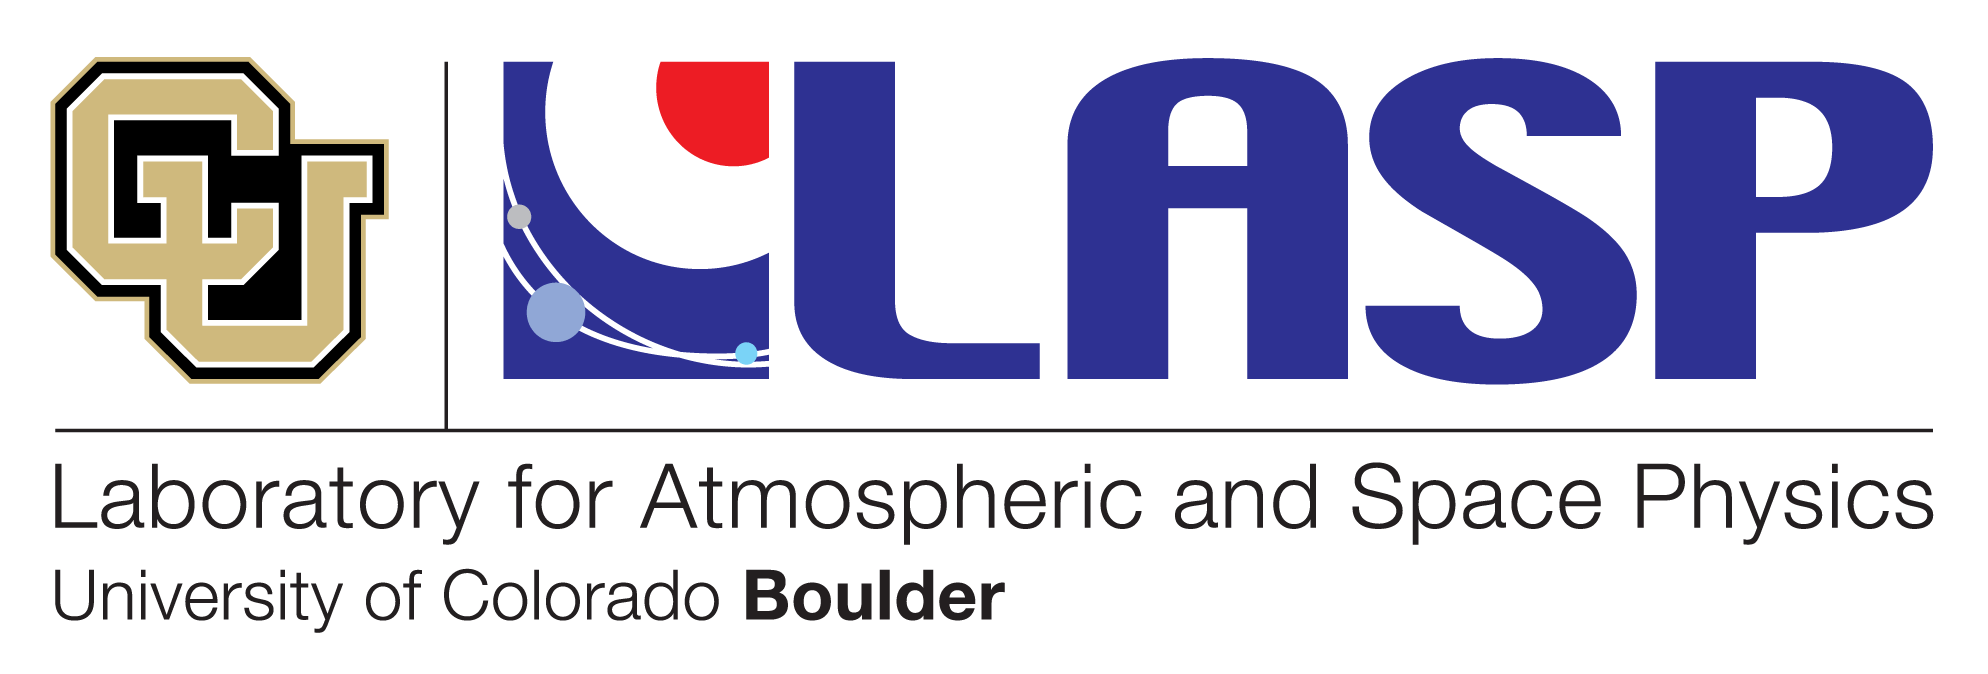 CU
LASP
Laboratory for Atmospheric and Space Physics
University of Colorado Boulder